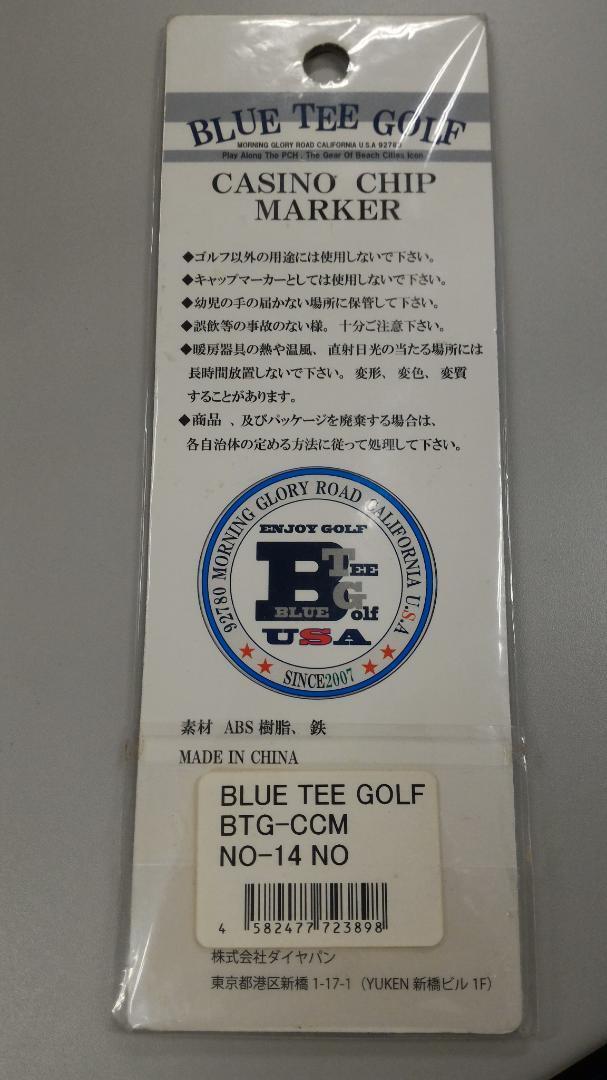 BLUE TEE GOLF
MORNING GLORY ROAD CALIFORNIA U.S.A 92780
Play Along The PCH . The Gear Of Beach Cities Icon
CASINO CHIP
MARKER
◆ゴルフ以外の用途には使用しないで下さい。
◆キャップマーカーとしては使用しないで下さい。
◆幼児の手の届かない場所に保管して下さい。
◆誤飲等の事故のない様。十分ご注意下さい。
◆暖房器具の熱や温風、直射日光の当たる場所には
長時間放置しないで下さい。変形、変色、変質
することがあります。
◆商品 、及びパッケージを廃棄する場合は、
各自治体の定める方法に従って処理して下さい。
92780 MORNING GLORY ROAD CALIFORNIA U.S.A
ENJOY GOLF
B TEE
BLUE Golf
USA
SINCE2007
素材 ABS 樹脂、鉄
MADE IN CHINA
BLUE TEE GOLF
BTG-CCM
NO-14 NO
4 582477 723898
株式会社ダイヤパン
東京都港区新橋 1-17-1（YUKEN 新橋ビル 1F）